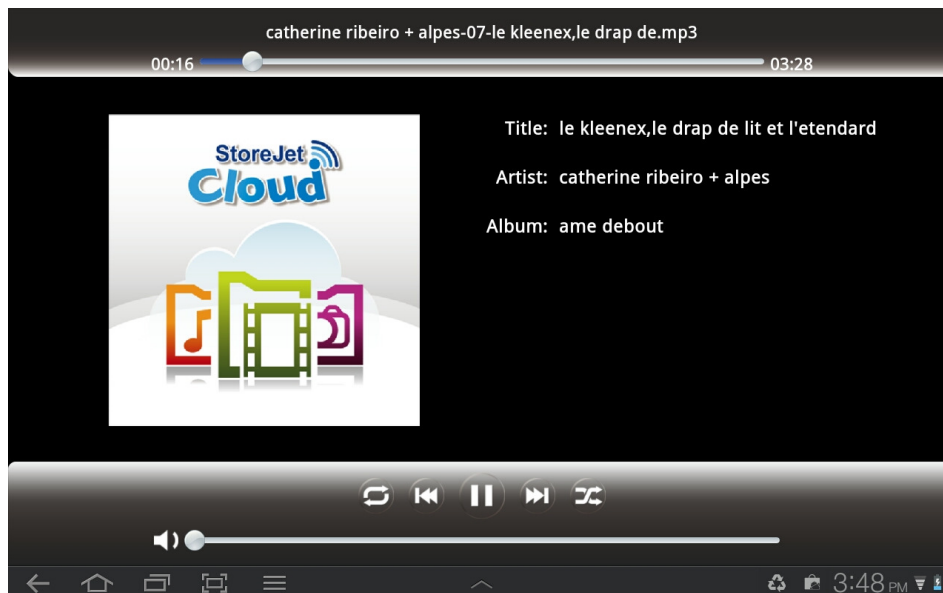 catherine ribeiro + alpes-07-le kleenex,le drap de.mp3
00:16 03:28
StoreJet
Cloud
Title: le kleenex,le drap de lit et l'etendard
Artist: catherine ribeiro + alpes
Album: ame debout
3:48 PM